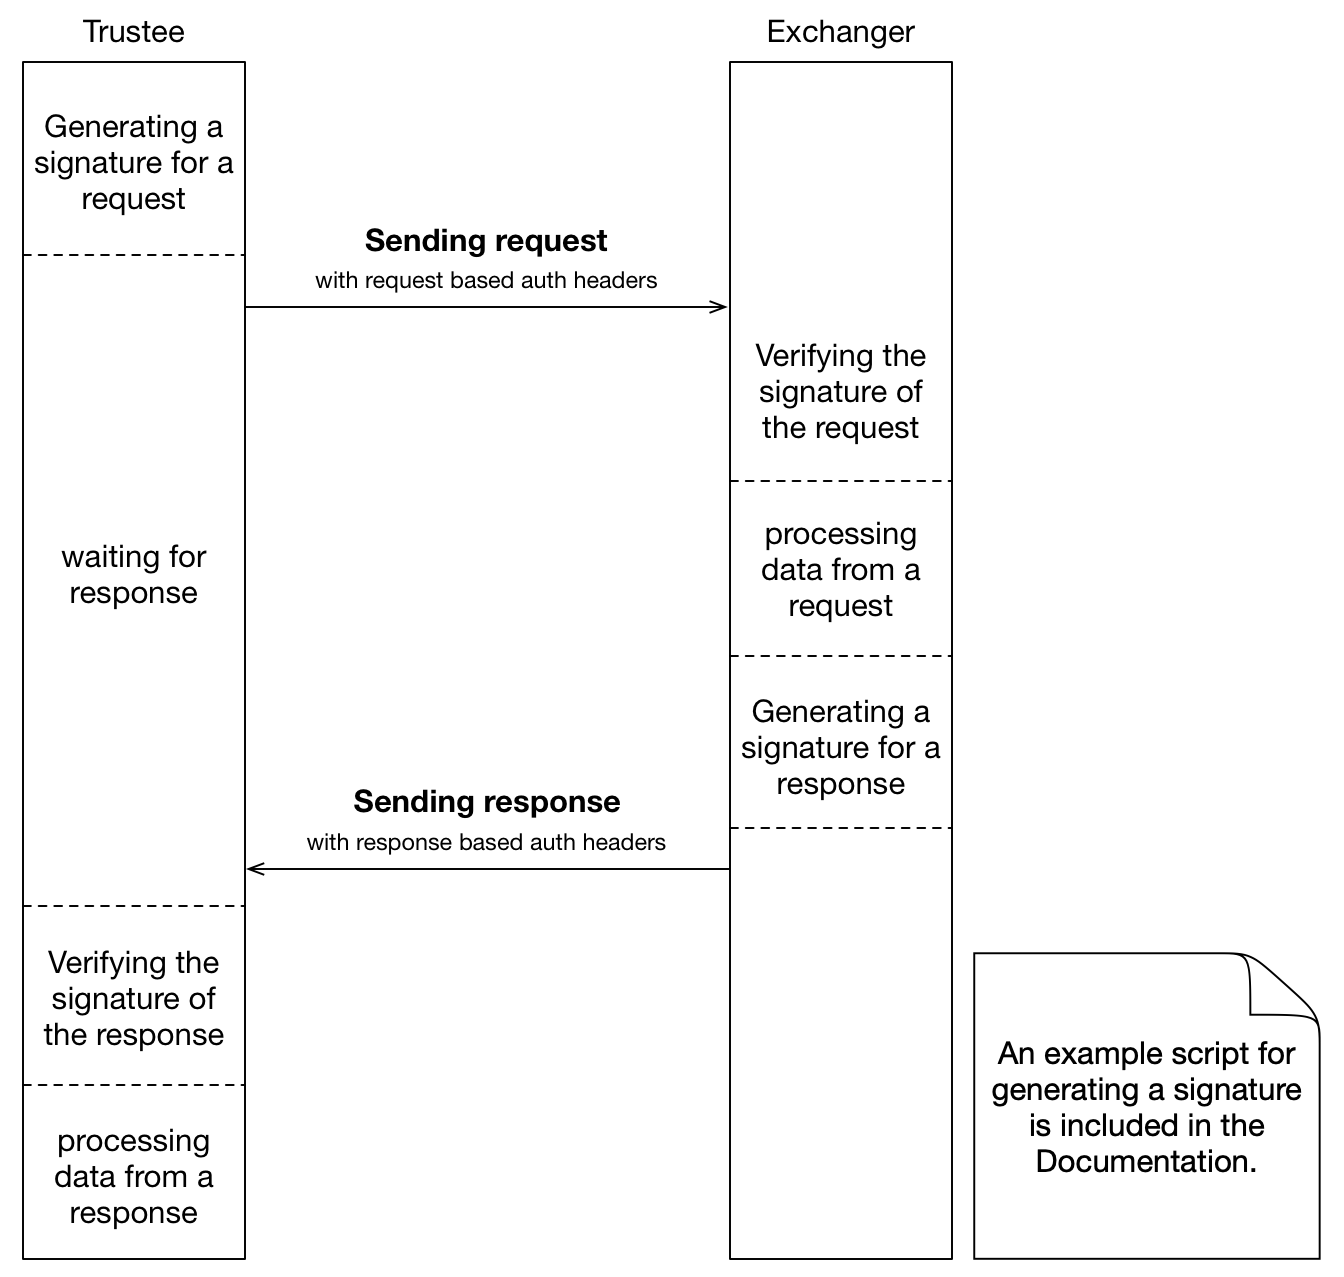 Trustee
Exchanger
Generating a
signature for a
request
Sending request
with request based auth headers
Verifying the
signature of
the request
waiting for
response
processing
data from a
request
Generating a
signature for a
response
Sending response
with response based auth headers
Verifying the
signature of
the response
processing
data from a
response
An example script for
generating a signature
is included in the
Documentation.